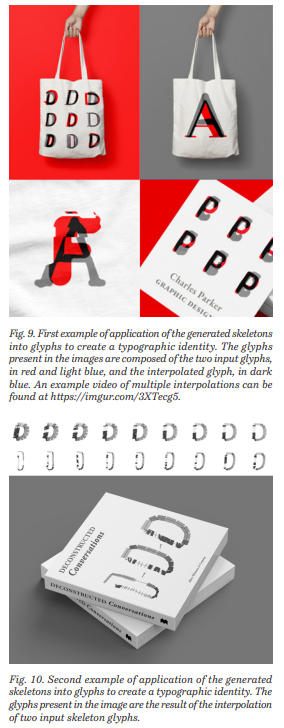 D D D
D D D
D D D
A
A
P P P
P P P
Charles Parker
GRAPHIC DESIG
Fig. 9. First example of application of the generated skeletons
into glyphs to create a typographic identity. The glyphs
present in the images are composed of the two input glyphs,
in red and light blue, and the interpolated glyph, in dark
blue. An example video of multiple interpolations can be
found at https://imgur.com/3XTecg5.
D D D D D D D D D
D D D D D D D D D
DECONSTRUCTED
Conversations
DECONSTRUCTED Conversations
Fig. 10. Second example of application of the generated
skeletons into glyphs to create a typographic identity. The
glyphs present in the image are the result of the interpolation
of two input skeleton glyphs.